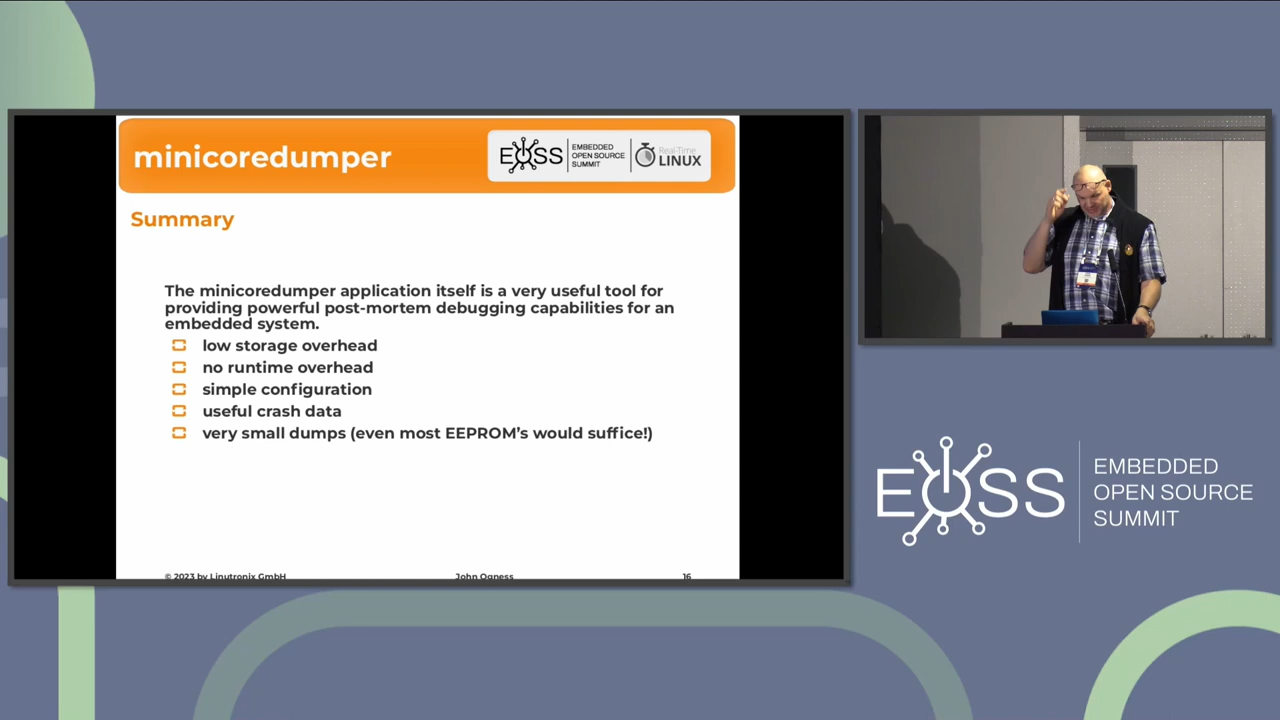 minicoredumper
EOSS
EMBEDDED
OPEN SOURCE
SUMMIT
Real-Time
LINUX
Summary
The minicoredumper application itself is a very useful tool for
providing powerful post-mortem debugging capabilities for an
embedded system.
low storage overhead
no runtime overhead
simple configuration
useful crash data
very small dumps (even most EEPROM's would suffice!)
© 2023 by Linutronix GmbH
John Ogness
16
EOSS
EMBEDDED
OPEN SOURCE
SUMMIT